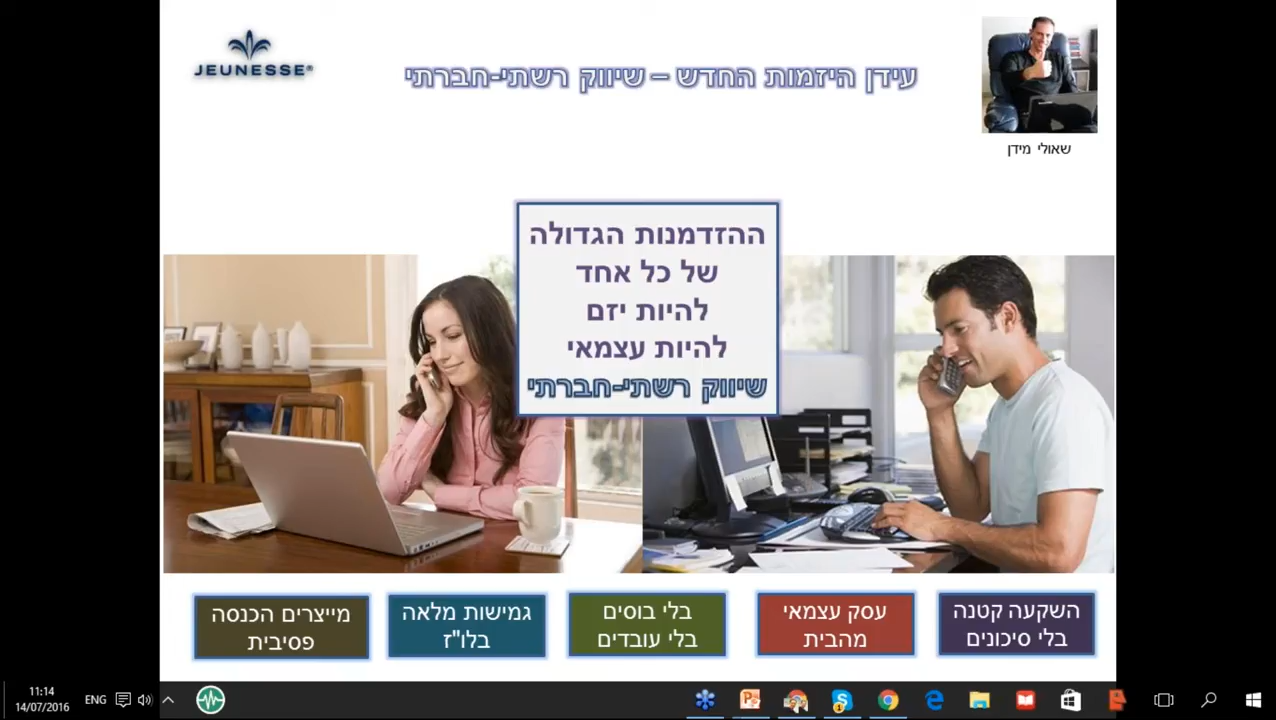 JEUNESSE®
עידן היזמות החדש – שיווק רשתי-חברתי
שאולי מידן
ההזדמנות הגדולה
של כל אחד
להיות יזם
להיות עצמאי
שיווק רשתי-חברתי
השקעה קטנה
בלי סיכונים
עסק עצמאי
מהבית
בלי בוסים
בלי עובדים
גמישות מלאה
בלו"ז
מייצרים הכנסה
פסיבית
11:14
14/07/2016
ENG